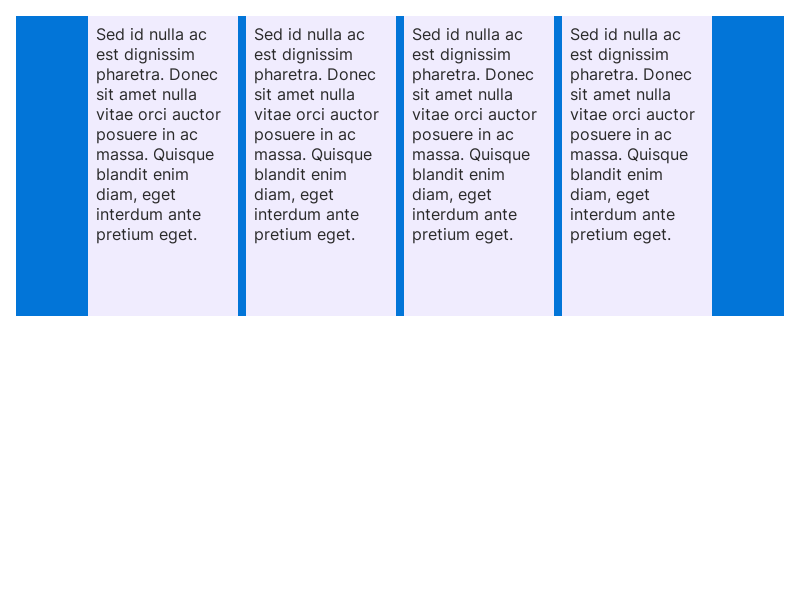 Sed id nulla ac
est dignissim
pharetra. Donec
sit amet nulla
vitae orci auctor
posuere in ac
massa. Quisque
blandit enim
diam, eget
interdum ante
pretium eget.
Sed id nulla ac
est dignissim
pharetra. Donec
sit amet nulla
vitae orci auctor
posuere in ac
massa. Quisque
blandit enim
diam, eget
interdum ante
pretium eget.
Sed id nulla ac
est dignissim
pharetra. Donec
sit amet nulla
vitae orci auctor
posuere in ac
massa. Quisque
blandit enim
diam, eget
interdum ante
pretium eget.
Sed id nulla ac
est dignissim
pharetra. Donec
sit amet nulla
vitae orci auctor
posuere in ac
massa. Quisque
blandit enim
diam, eget
interdum ante
pretium eget.